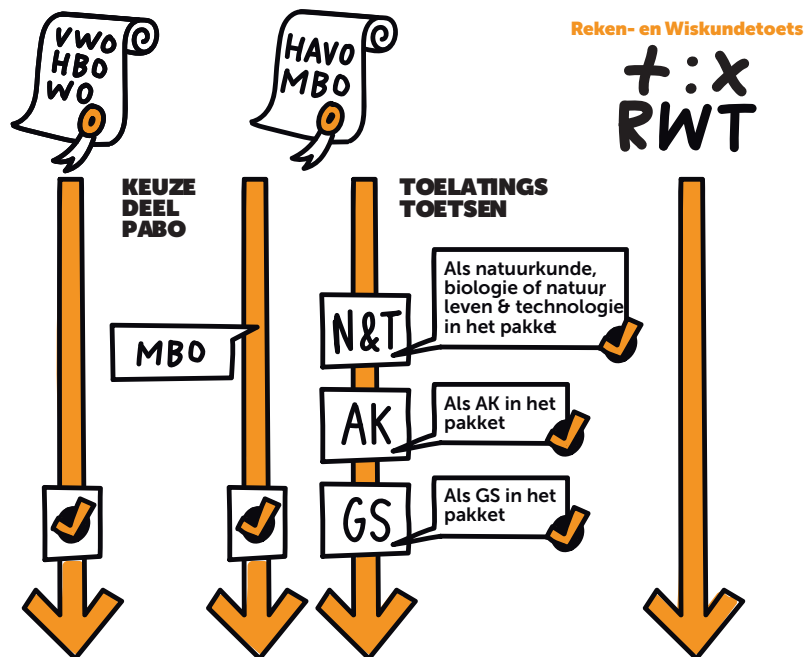 VWO
HBO
WO
HAVO
MBO
Reken- en Wiskundetoets
+ : x
RWT
KEUZE
DEEL
PABO
TOELATINGS
TOETSEN
MBO
N&T
Als natuurkunde,
biologie of natuur,
leven & technologie
in het pakket
AK
Als AK in het
pakket
GS
Als GS in het
pakket